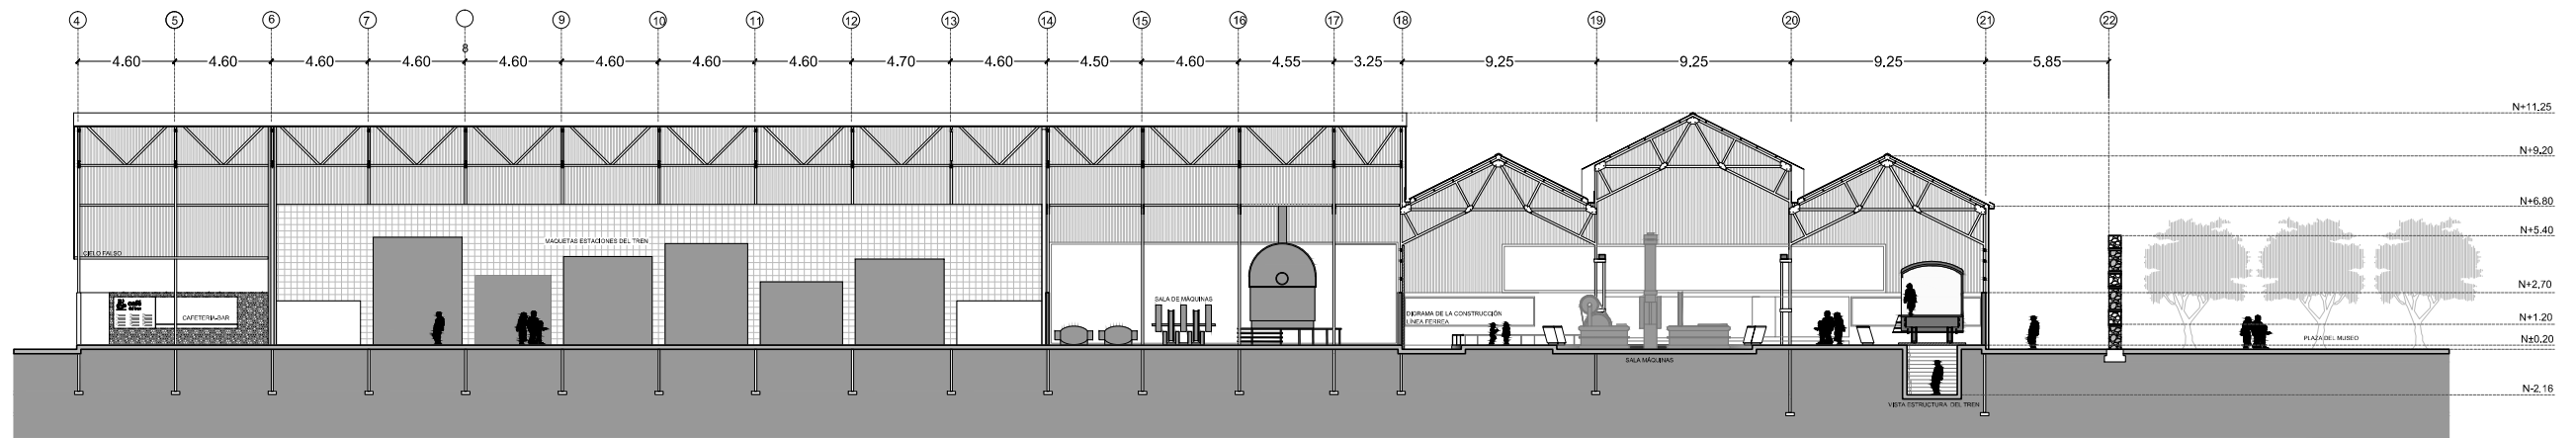 4 5 6 7 8 9 10 11 12 13 14 15 16 17 18 19 20 21 22
4.60 4.60 4.60 4.60 4.60 4.60 4.60 4.60 4.70 4.60 4.50 4.60 4.55 3.25 9.25 9.25 9.25 5.85
N+11.25
N+9.20
N+6.80
N+5.40
MAQUETAS ESTACIONES DEL TREN
CIELO FALSO
N+2.70
SALA DE MÁQUINAS
café
CAFETERIA-BAR
DIORAMA DE LA CONSTRUCCIÓN
LÍNEA FERREA
N+1.20
PLAZA DEL MUSEO
N±0.20
SALA MÁQUINAS
N-2.16
VISTA ESTRUCTURA DEL TREN